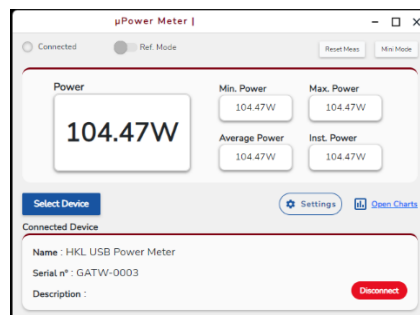 µPower Meter |
Connected
Ref. Mode
Reset Meas
Mini Mode
Power
104.47W
Min. Power
104.47W
Max. Power
104.47W
Average Power
104.47W
Inst. Power
104.47W
Select Device
Settings
Open Charts
Connected Device
Name : HKL USB Power Meter
Serial n° : GATW-0003
Description :
Disconnect